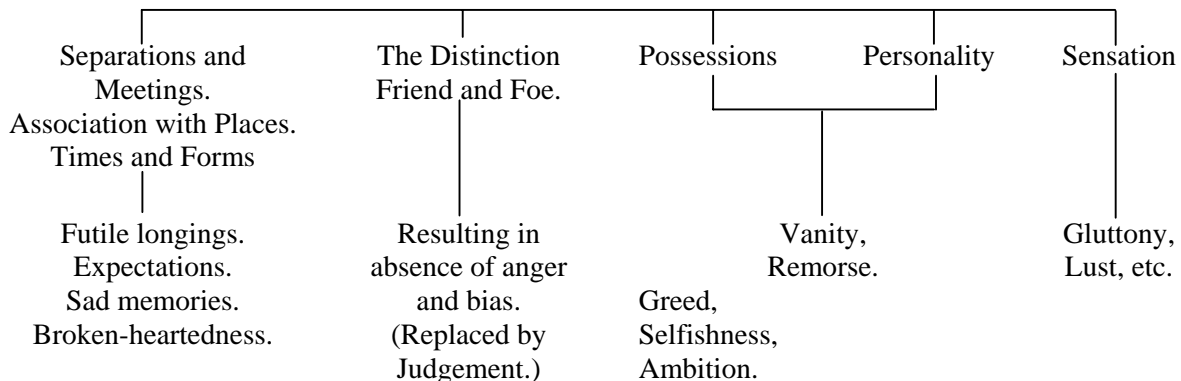 Separations and
Meetings.
Association with Places.
Times and Forms
The Distinction
Friend and Foe.
Possessions
Personality
Sensation
Futile longings.
Expectations.
Sad memories.
Broken-heartedness.
Resulting in
absence of anger
and bias.
(Replaced by
Judgement.)
Vanity,
Remorse.
Greed,
Selfishness,
Ambition.
Gluttony,
Lust, etc.